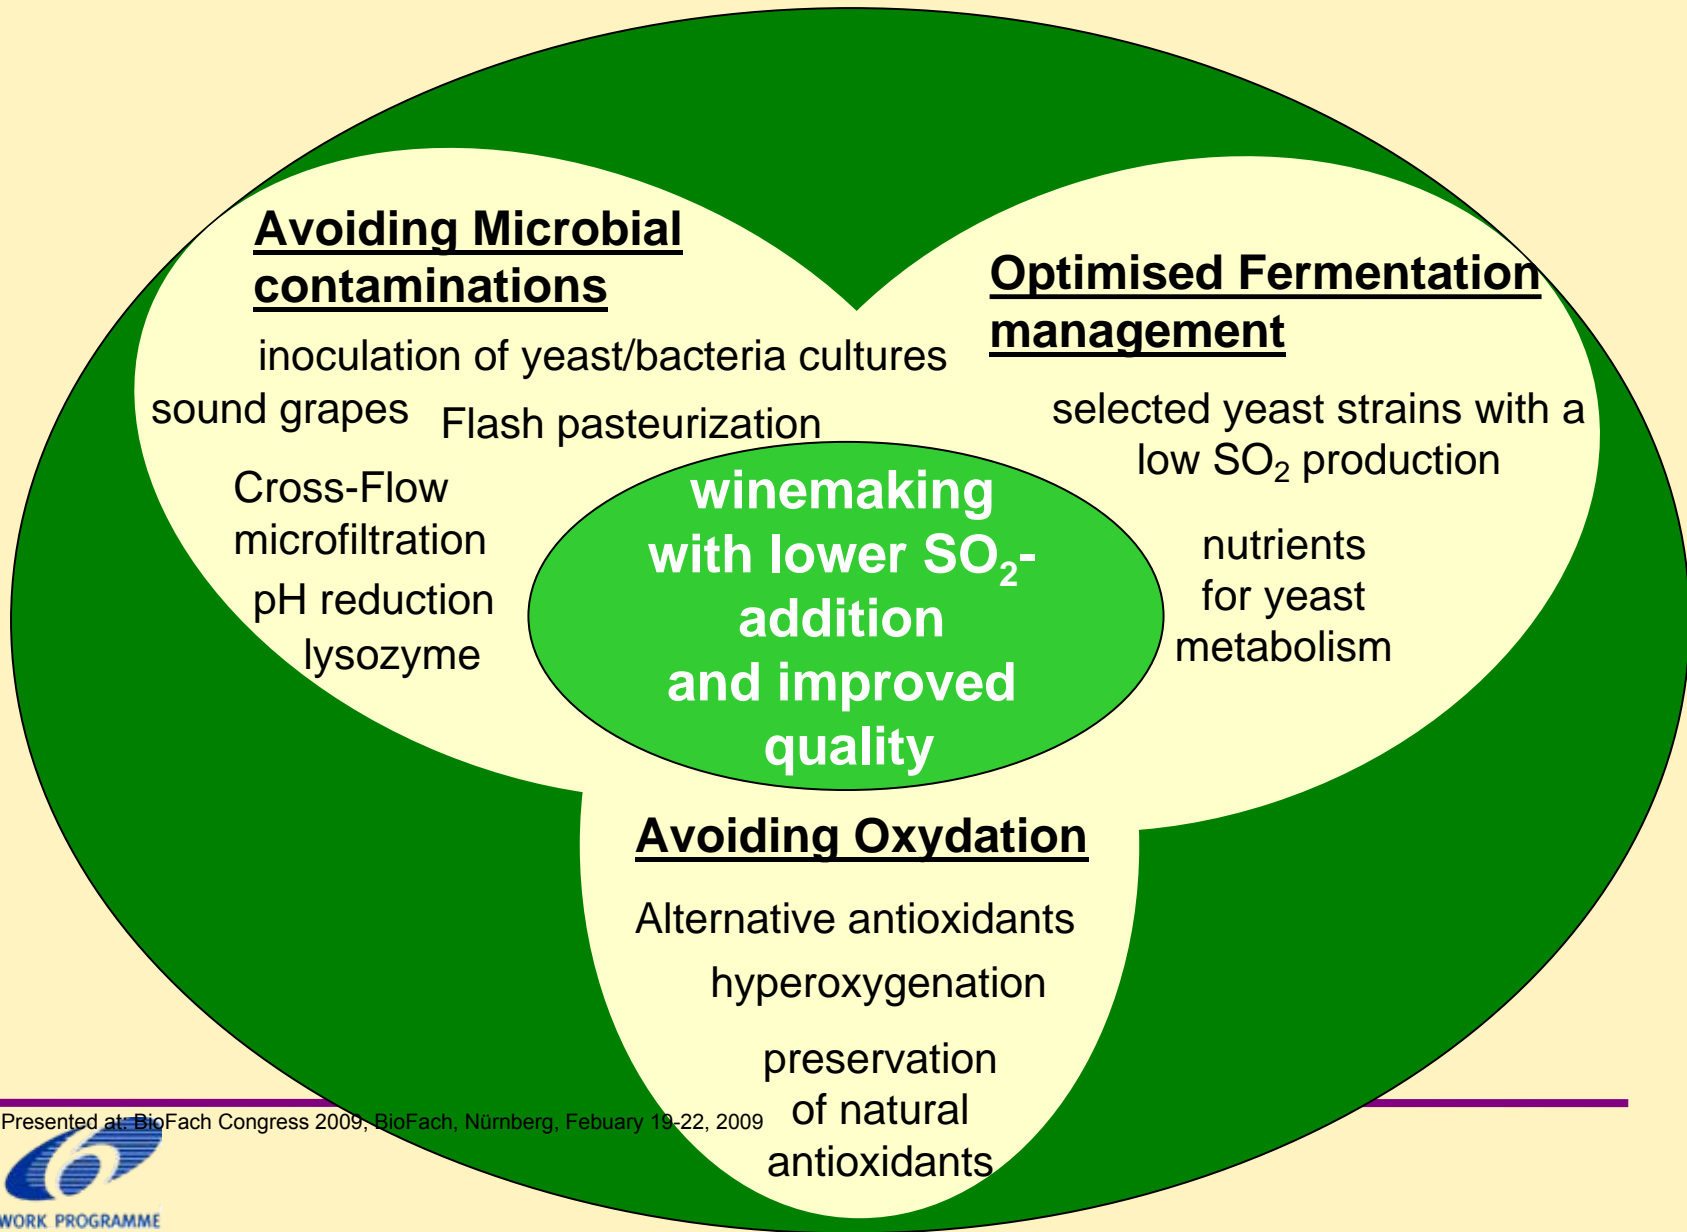 Avoiding Microbial
contaminations
inoculation of yeast/bacteria cultures
sound grapes
Flash pasteurization
Cross-Flow
microfiltration
pH reduction
lysozyme
Optimised Fermentation
management
selected yeast strains with a
low SO₂ production
nutrients
for yeast
metabolism
winemaking
with lower SO₂-
addition
and improved
quality
Avoiding Oxydation
Alternative antioxidants
hyperoxygenation
preservation
of natural
antioxidants
Presented at: BioFach Congress 2009, BioFach, Nürnberg, Febuary 19-22, 2009
6
WORK PROGRAMME